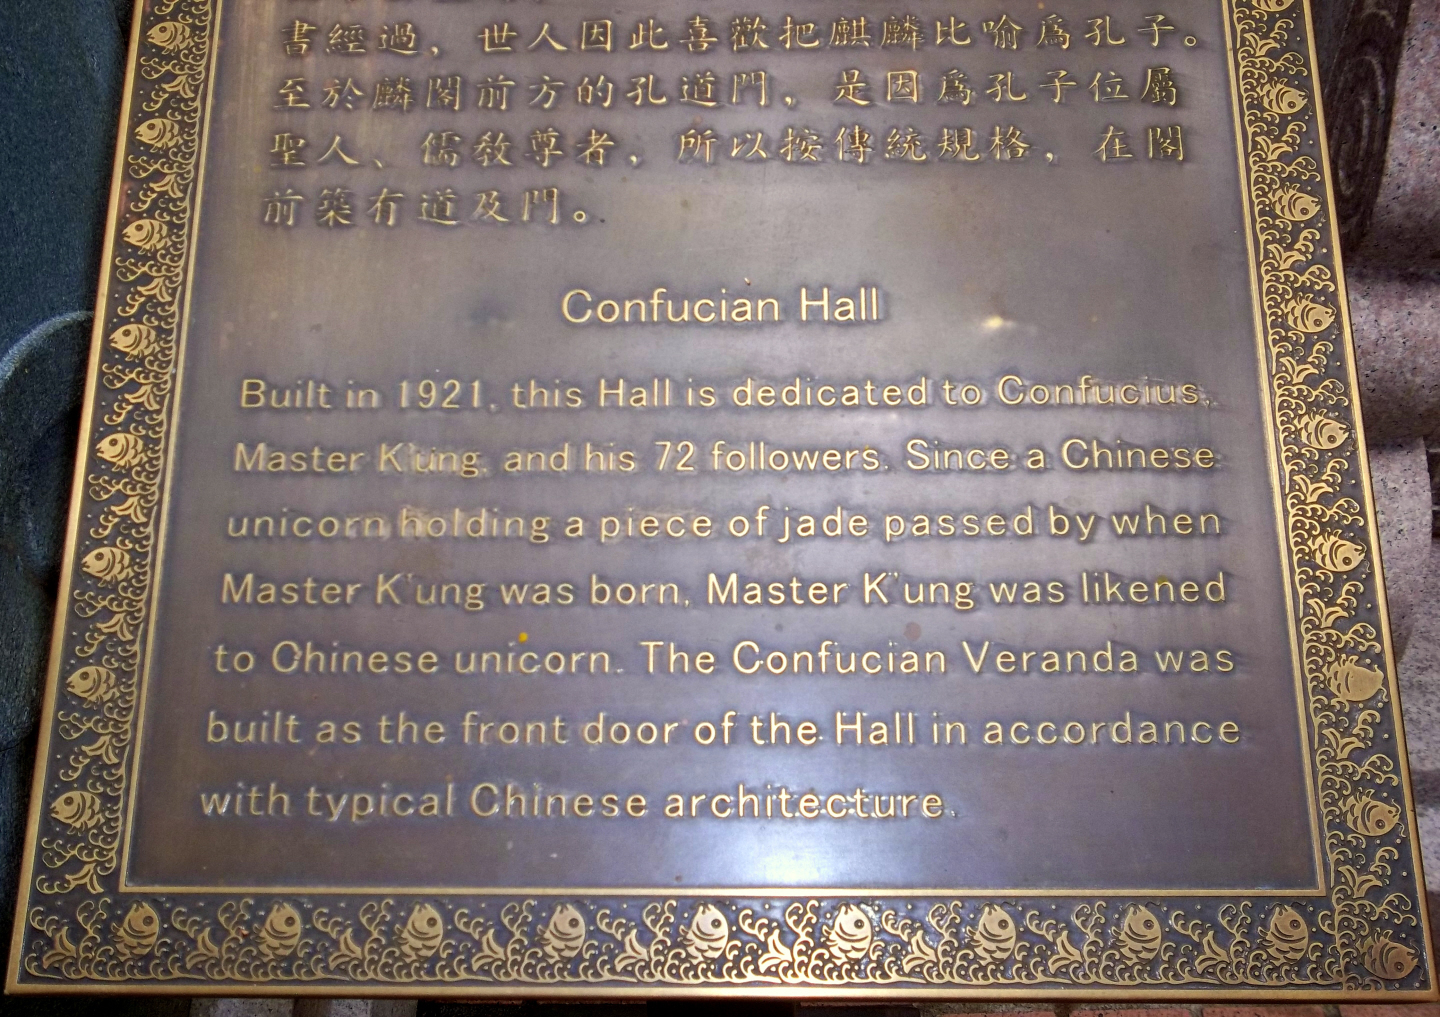 書經過，世人因此喜歡把麒麟比喻爲孔子。
至於麟閣前方的孔道門，是因爲孔子位屬
聖人、儒教尊者，所以按傳統規格，在閣
前築有道及門。
Confucian Hall
Built in 1921, this Hall is dedicated to Confucius,
Master K'ung, and his 72 followers. Since a Chinese
unicorn holding a piece of jade passed by when
Master K'ung was born, Master K'ung was likened
to Chinese unicorn. The Confucian Veranda was
built as the front door of the Hall in accordance
with typical Chinese architecture.